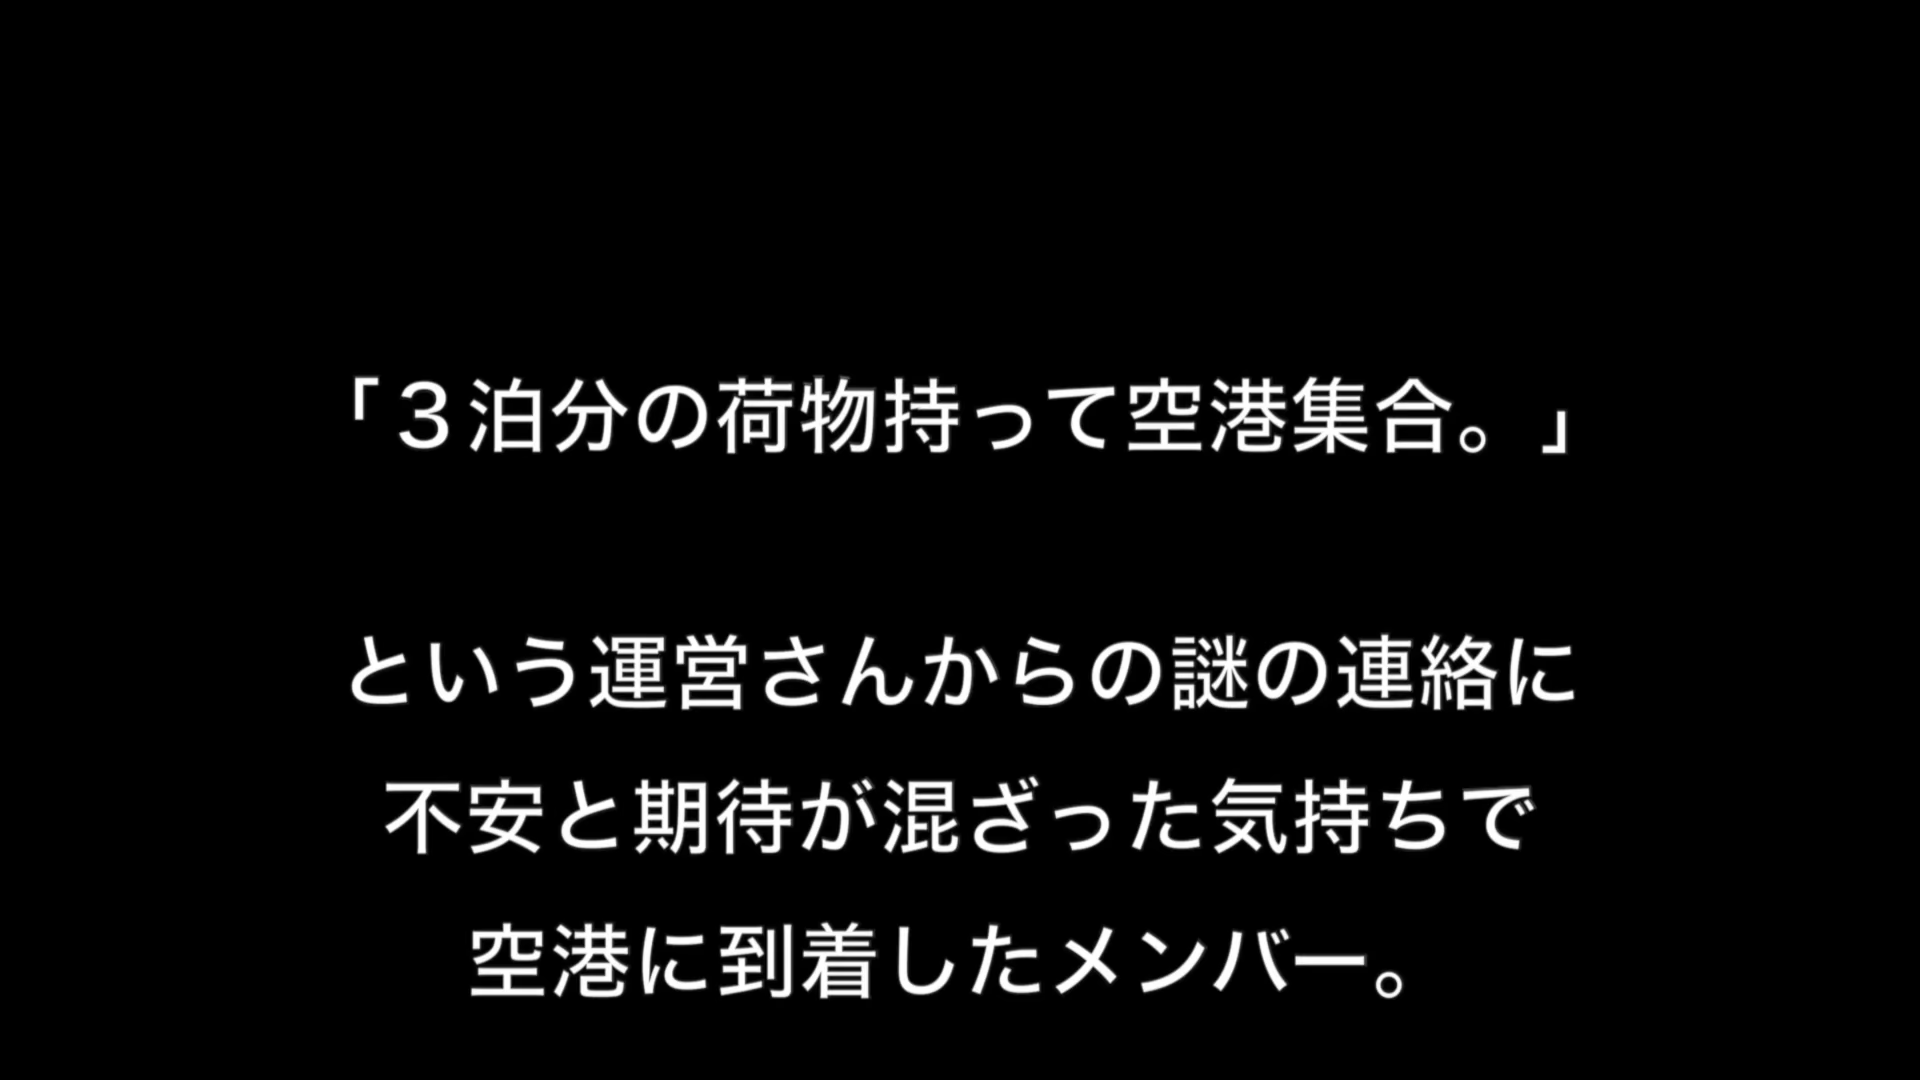 「３泊分の荷物持って空港集合。」
という運営さんからの謎の連絡に
不安と期待が混ざった気持ちで
空港に到着したメンバー。